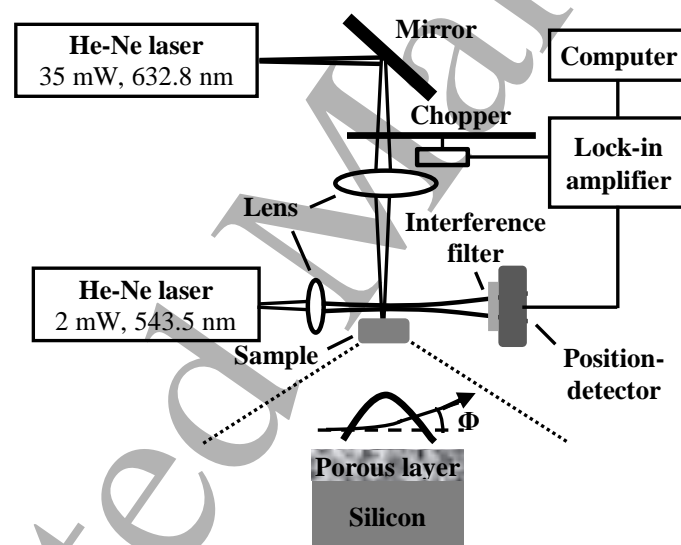 He-Ne laser
35 mW, 632.8 nm
Mirror
Computer
Chopper
Lock-in
amplifier
Lens
Interference
filter
He-Ne laser
2 mW, 543.5 nm
Sample
Position-
detector
Φ
Porous layer
Silicon